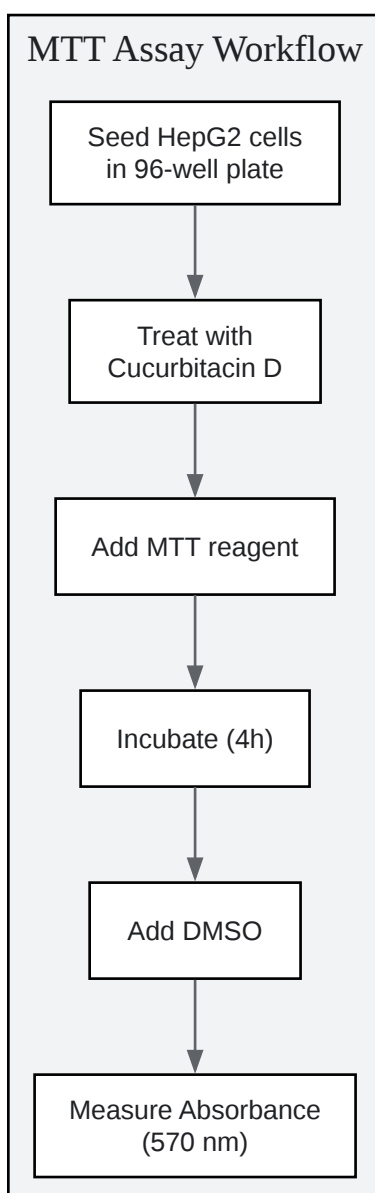 MTT Assay Workflow
Seed HepG2 cells
in 96-well plate
Treat with
Cucurbitacin D
Add MTT reagent
Incubate (4h)
Add DMSO
Measure Absorbance
(570 nm)